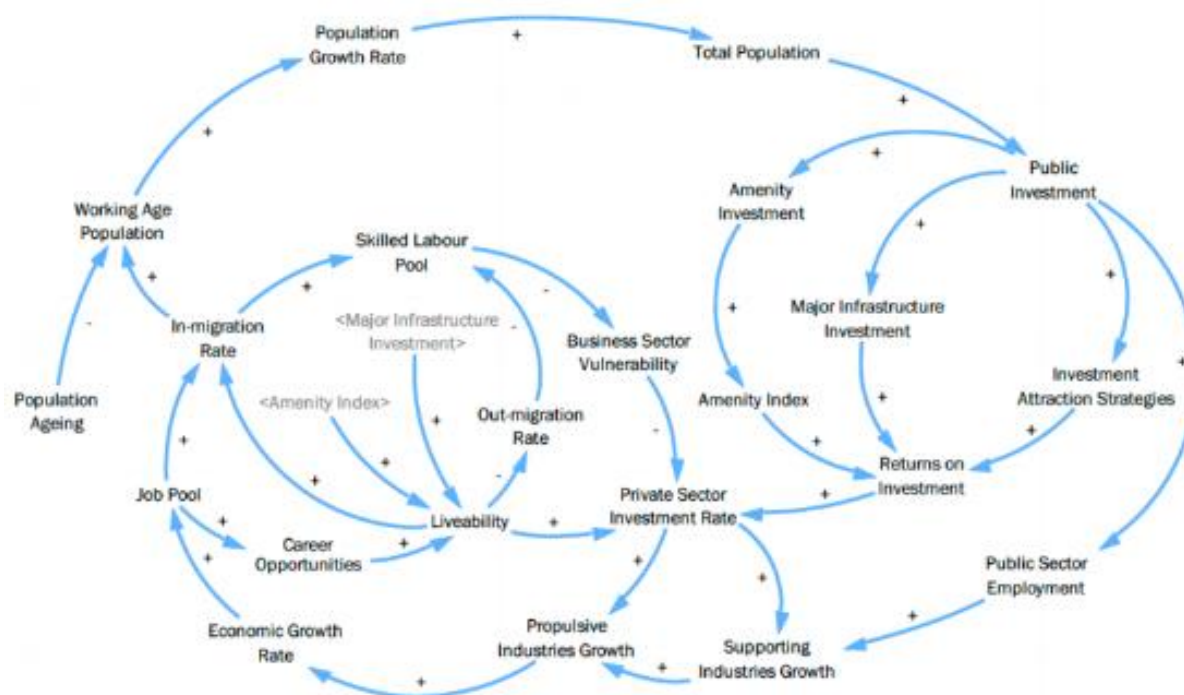 Population
Growth Rate
+
Total Population
+
+
+
Public
Investment
Amenity
Investment
Working Age
Population
Skilled Labour
Pool
+
+
+
+
-
-
<Major Infrastructure
Investment>
-
+
Major Infrastructure
Investment
In-migration
Rate
Business Sector
Vulnerability
+
Population
Ageing
<Amenity Index>
Out-migration
Rate
Amenity Index
+
Investment
Attraction Strategies
+
+
+
-
+
+
Job Pool
+
-
Liveability
+
Private Sector
Investment Rate
+
Returns on
Investment
+
Career
Opportunities
+
+
+
+
Public Sector
Employment
Economic Growth
Rate
Propulsive
Industries Growth
+
Supporting
Industries Growth
+
+